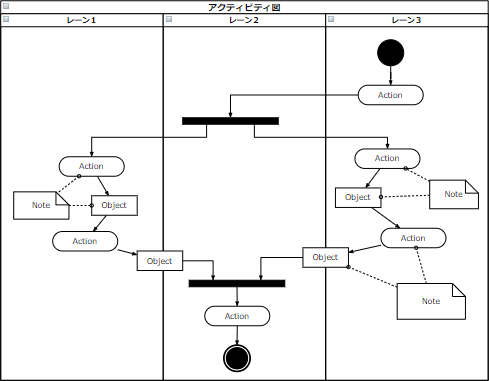 アクティビティ図
レーン1
レーン2
レーン3
Action
Action
Action
Note
Object
Object
Note
Action
Action
Object
Object
Note
Action